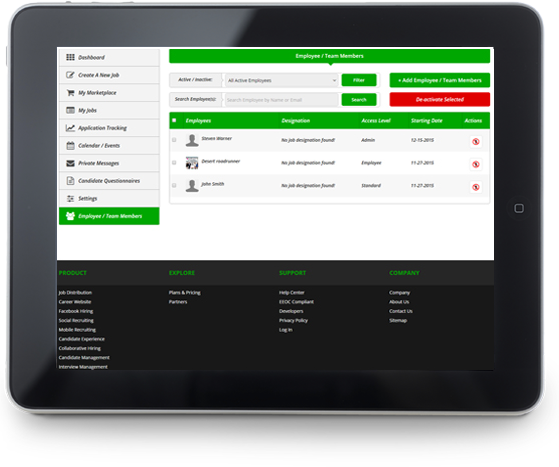 Dashboard
Create A New Job
My Marketplace
My Jobs
Application Tracking
Calendar / Events
Private Messages
Candidate Questionnaires
Settings
Employee / Team Members
Employee / Team Members
Active / Inactive: All Active Employees Filter + Add Employee / Team Members
Search Employee(s): Search Employee by Name or Email Search De-activate Selected
Employees Designation Access Level Starting Date Actions
Steven Warner No job designation found! Admin 12-15-2015
Desert roadrunner No job designation found! Employee 11-27-2015
John Smith No job designation found! Standard 11-27-2015
PRODUCT EXPLORE SUPPORT COMPANY
Job Distribution Plans & Pricing Help Center Company
Career Website Partners EEOC Compliant About Us
Facebook Hiring Developers Contact Us
Social Recruiting Privacy Policy Sitemap
Mobile Recruiting Log In
Candidate Experience
Collaborative Hiring
Candidate Management
Interview Management